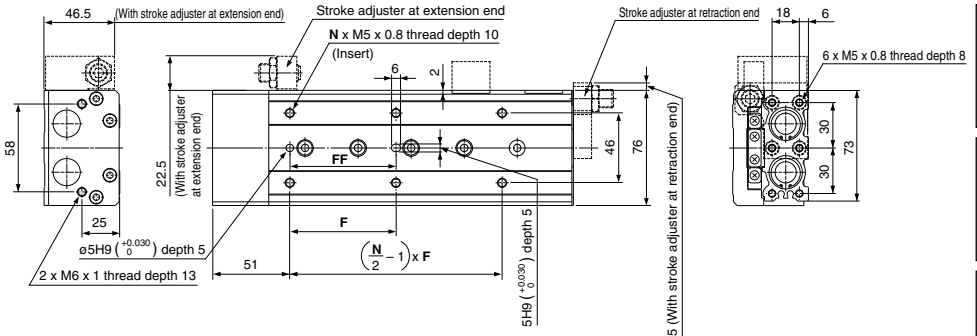 46.5
(With stroke adjuster at extension end)
Stroke adjuster at extension end
N x M5 x 0.8 thread depth 10
(Insert)
6
2
Stroke adjuster at retraction end
18
6
6 x M5 x 0.8 thread depth 8
58
25
22.5
(With stroke adjuster
at extension end)
FF
F
46
76
30
30
73
ø5H9 (+0.030 0) depth 5
2 x M6 x 1 thread depth 13
51
(N/2 − 1) x F
5H9 (+0.030 0) depth 5
5 (With stroke adjuster at retraction end)